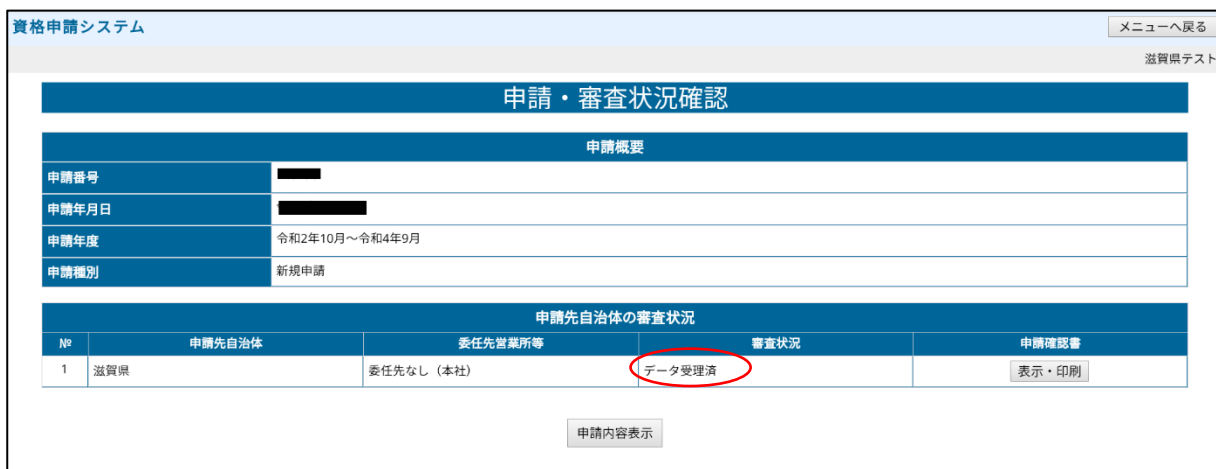 資格申請システム
メニューへ戻る
滋賀県テスト
申請・審査状況確認
申請概要
申請番号
申請年月日
申請年度 令和2年10月～令和4年9月
申請種別 新規申請
申請先自治体の審査状況
№ 申請先自治体 委任先営業所等 審査状況 申請確認書
1 滋賀県 委任先なし（本社） データ受理済 表示・印刷
申請内容表示